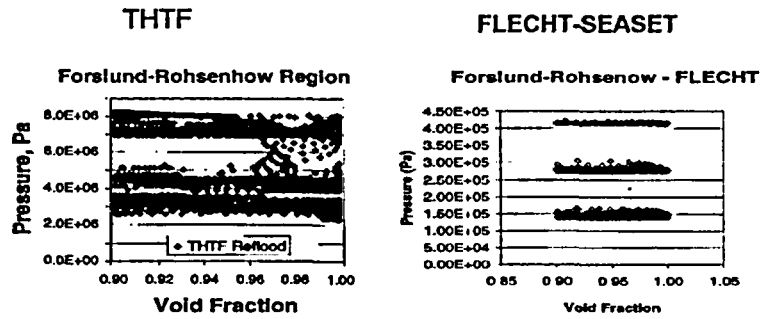 THTF
FLECHT-SEASET
Forslund-Rohsenhow Region
Pressure, Pa
8.0E+06
6.0E+06
4.0E+06
2.0E+06
0.0E+00
THTF Reflood
0.90
0.92
0.94
0.96
0.98
1.00
Void Fraction
Forslund-Rohsenow - FLECHT
Pressure (Pa)
4.50E+05
4.00E+05
3.50E+05
3.00E+05
2.50E+05
2.00E+05
1.50E+05
1.00E+05
5.00E+04
0.00E+00
0.85
0.90
0.95
1.00
1.05
Void Fraction